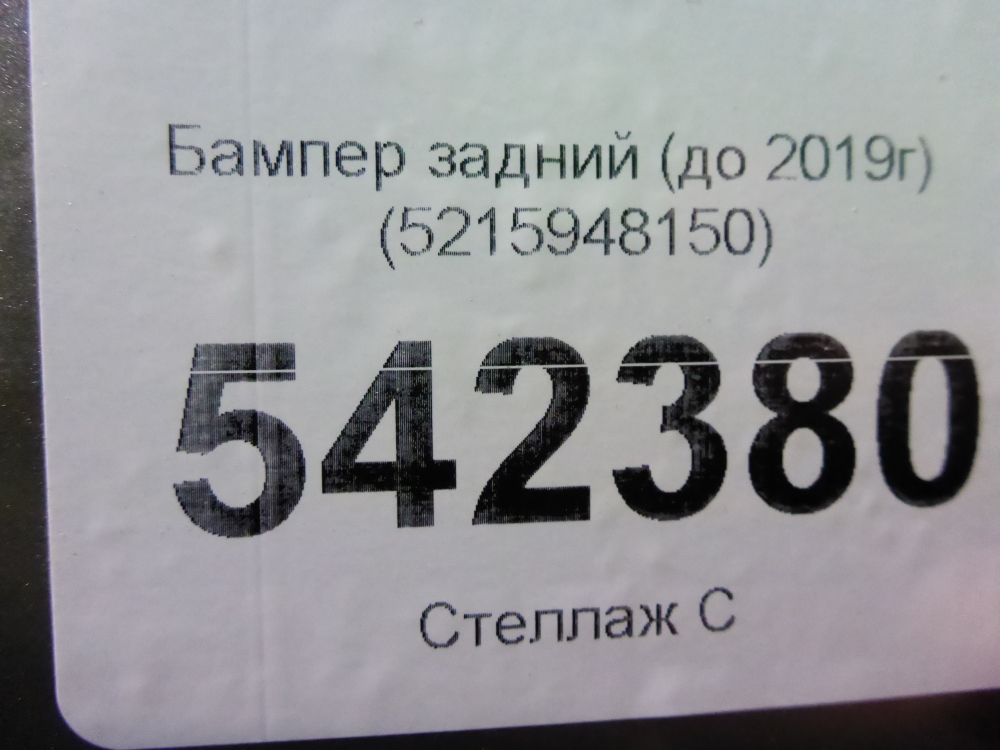 Бампер задний (до 2019г)
(5215948150)
542380
Стеллаж С